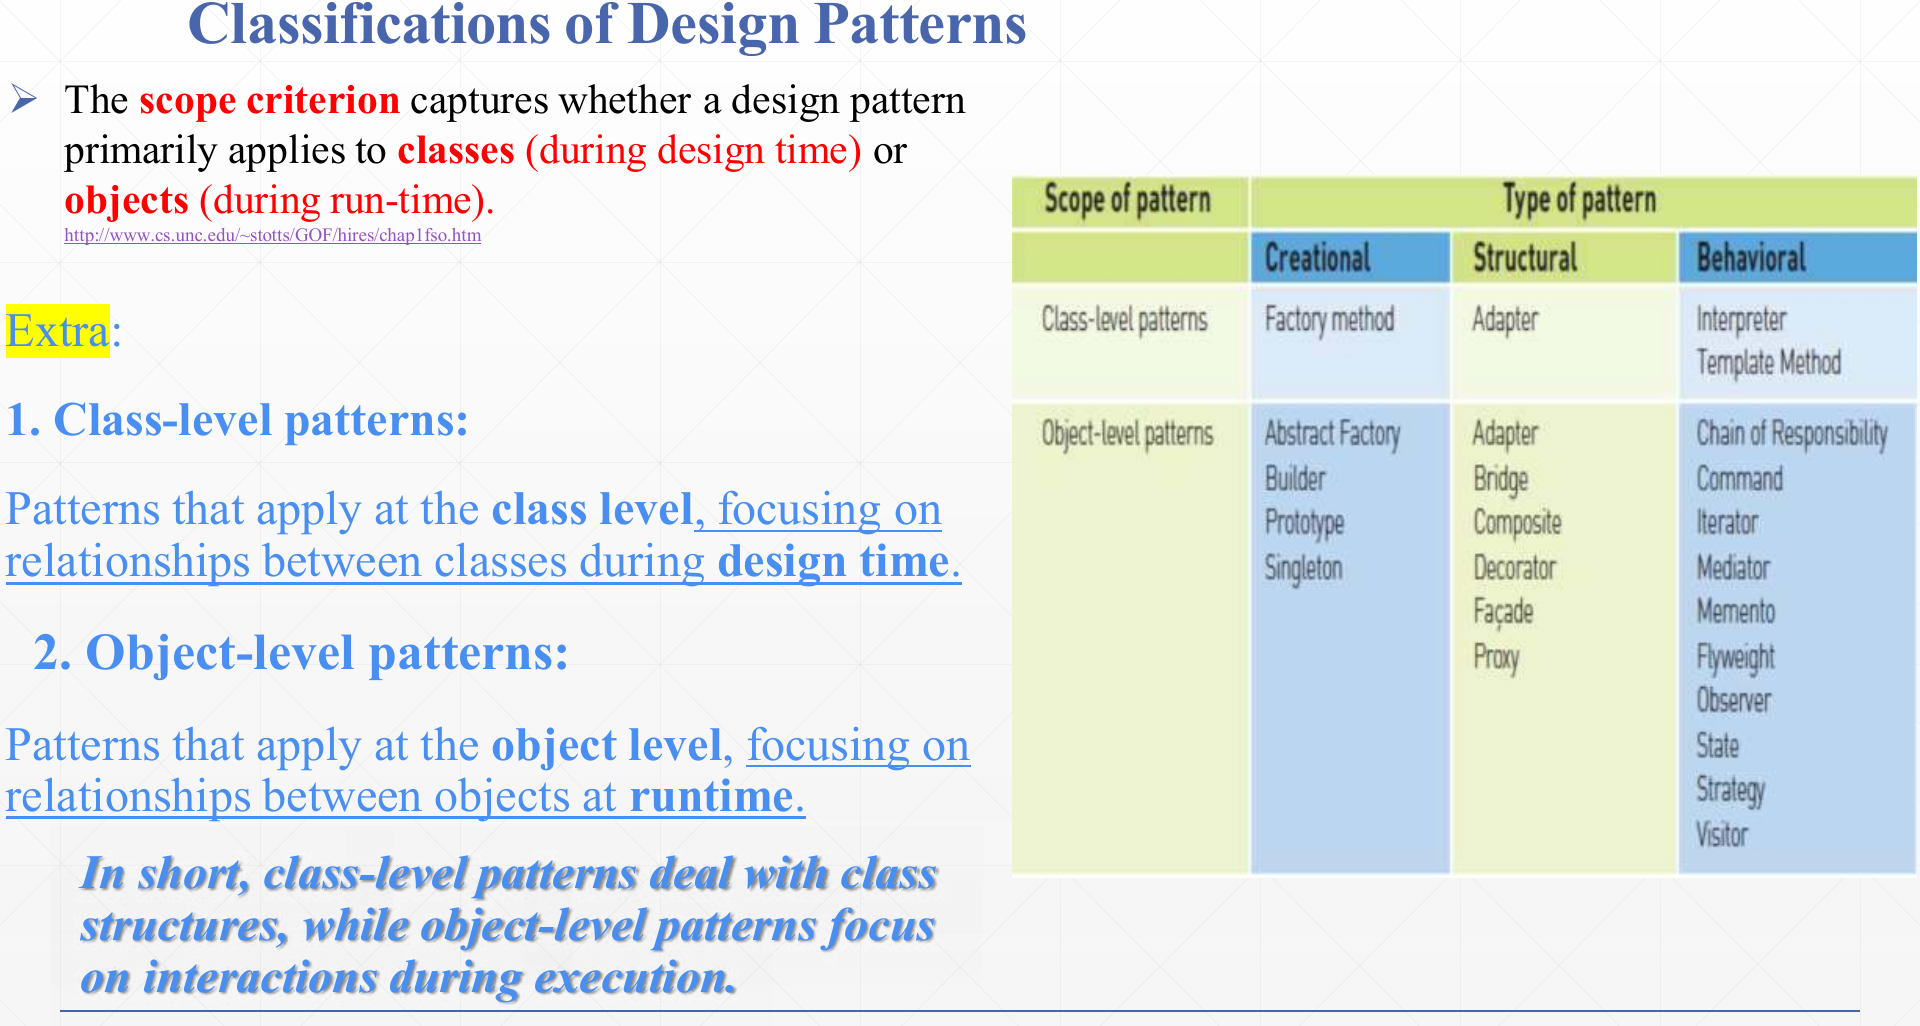 Classifications of Design Patterns
➢ The scope criterion captures whether a design pattern
primarily applies to classes (during design time) or
objects (during run-time).
http://www.cs.unc.edu/~stotts/GOF/hires/chap1fso.htm
Extra:
1. Class-level patterns:
Patterns that apply at the class level, focusing on
relationships between classes during design time.
2. Object-level patterns:
Patterns that apply at the object level, focusing on
relationships between objects at runtime.
In short, class-level patterns deal with class
structures, while object-level patterns focus
on interactions during execution.
Scope of pattern Type of pattern
Creational Structural Behavioral
Class-level patterns Factory method Adapter Interpreter
Template Method
Object-level patterns Abstract Factory Adapter Chain of Responsibility
Builder Bridge Command
Prototype Composite Iterator
Singleton Decorator Mediator
Façade Memento
Proxy Flyweight
Observer
State
Strategy
Visitor